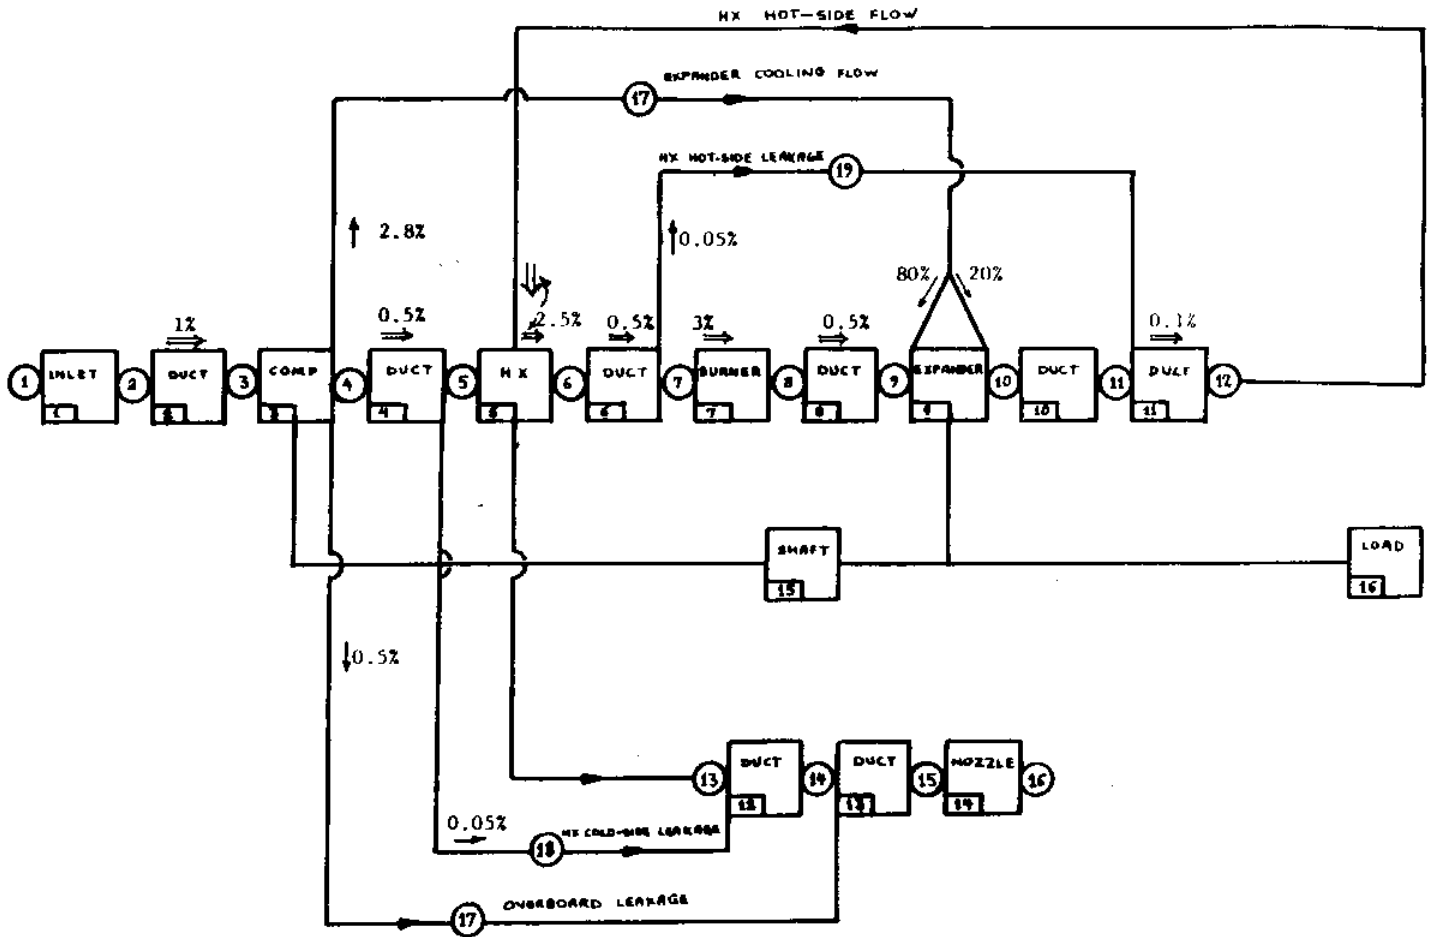 HX HOT-SIDE FLOW
EXPANDER COOLING FLOW
17
HX HOT-SIDE LEAKAGE
19
2.8%
0.05%
80% 20%
1% 0.5% 2.5% 0.5% 3% 0.5% 0.3%
1 INLET 2 DUCT 3 COMP 4 DUCT 5 HX 6 DUCT 7 BURNER 8 DUCT 9 EXPANDER 10 DUCT 11 DUCT 12
1 2 3 4 5 6 7 8 9 10 11
SHAFT
15
LOAD
16
0.5%
13 DUCT 14 DUCT 15 NOZZLE 16
12 13 14
0.05%
18
HX COLD-SIDE LEAKAGE
OVERBOARD LEAKAGE
17